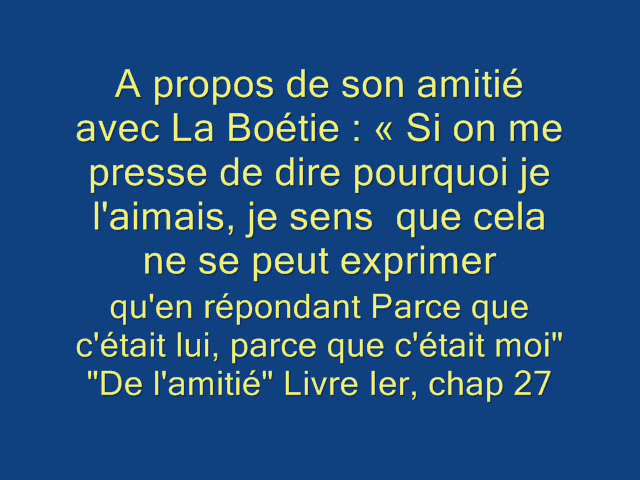 A propos de son amitié
avec La Boétie : « Si on me
presse de dire pourquoi je
l'aimais, je sens  que cela
ne se peut exprimer
qu'en répondant Parce que
c'était lui, parce que c'était moi"
"De l'amitié" Livre Ier, chap 27